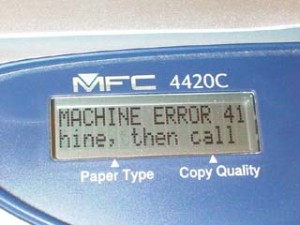 MFC 4420C
MACHINE ERROR 41
hine, then call
Paper Type Copy Quality